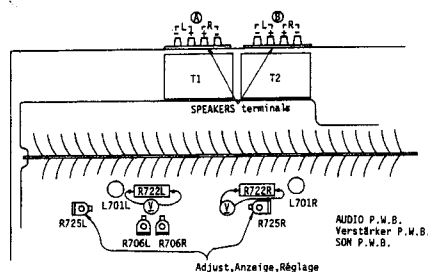 Ⓐ Ⓑ
L R L R
T1 T2
SPEAKERS terminals
R722L R722R
L701L L701R
V V
R725L R725R
R706L R706R
AUDIO P.W.B.
Verstärker P.W.B.
SON P.W.B.
Adjust,Anzeige,Réglage